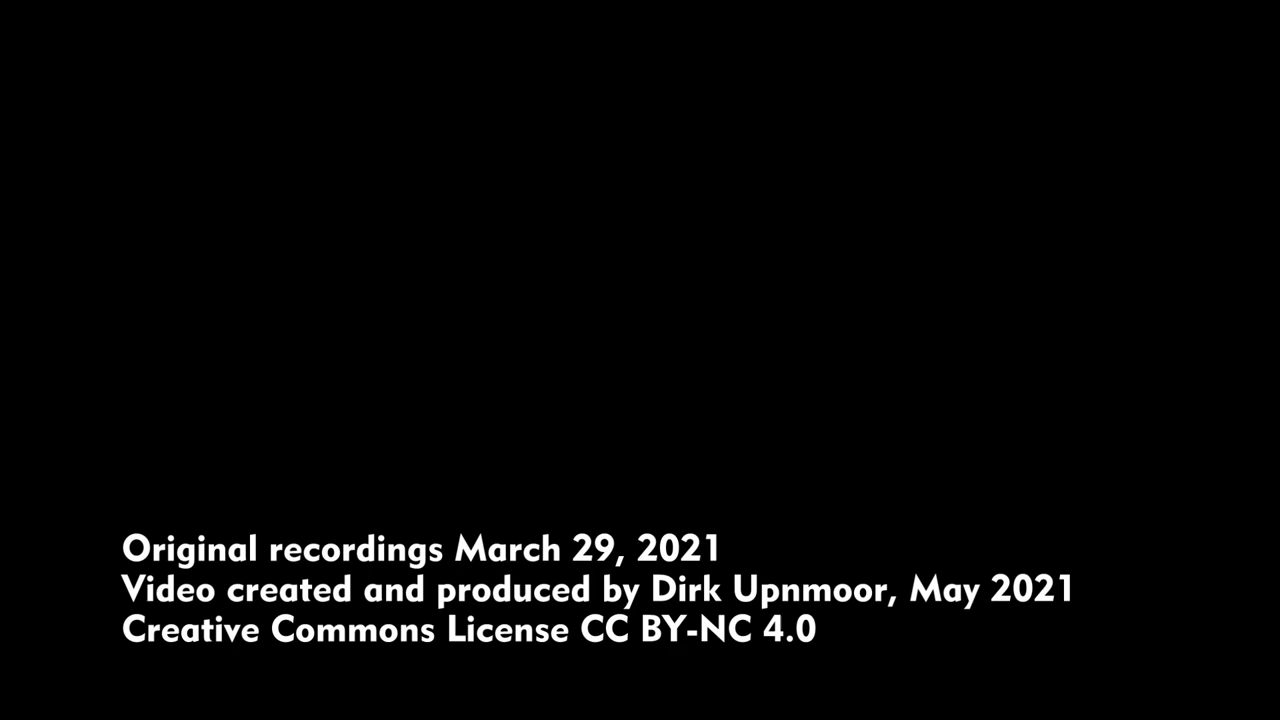 Original recordings March 29, 2021
Video created and produced by Dirk Upnmoor, May 2021
Creative Commons License CC BY-NC 4.0